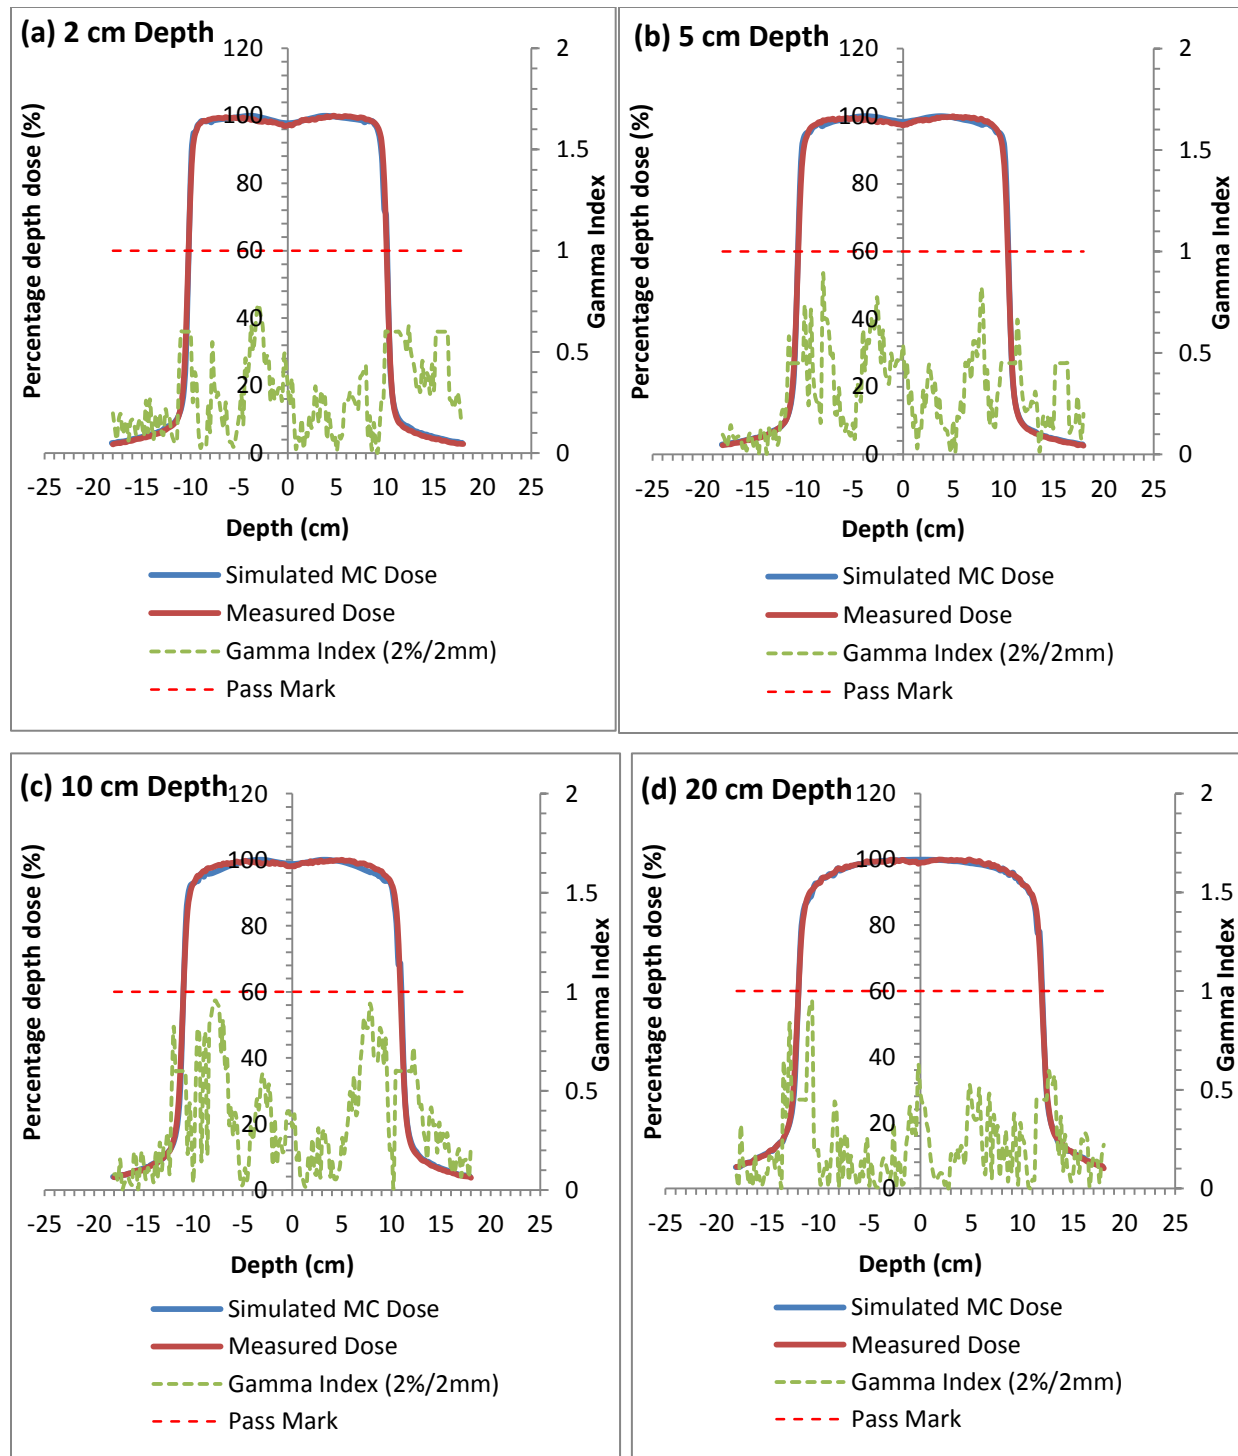 (a) 2 cm Depth
Percentage depth dose (%)
120
100
80
60
40
20
0
2
1.5
1
0.5
0
Gamma Index
-25 -20 -15 -10 -5 0 5 10 15 20 25
Depth (cm)
Simulated MC Dose
Measured Dose
Gamma Index (2%/2mm)
Pass Mark
(b) 5 cm Depth
Percentage depth dose (%)
120
100
80
60
40
20
0
2
1.5
1
0.5
0
Gamma Index
-25 -20 -15 -10 -5 0 5 10 15 20 25
Depth (cm)
Simulated MC Dose
Measured Dose
Gamma Index (2%/2mm)
Pass Mark
(c) 10 cm Depth
Percentage depth dose (%)
120
100
80
60
40
20
0
2
1.5
1
0.5
0
Gamma Index
-25 -20 -15 -10 -5 0 5 10 15 20 25
Depth (cm)
Simulated MC Dose
Measured Dose
Gamma Index (2%/2mm)
Pass Mark
(d) 20 cm Depth
Percentage depth dose (%)
120
100
80
60
40
20
0
2
1.5
1
0.5
0
Gamma Index
-25 -20 -15 -10 -5 0 5 10 15 20 25
Depth (cm)
Simulated MC Dose
Measured Dose
Gamma Index (2%/2mm)
Pass Mark